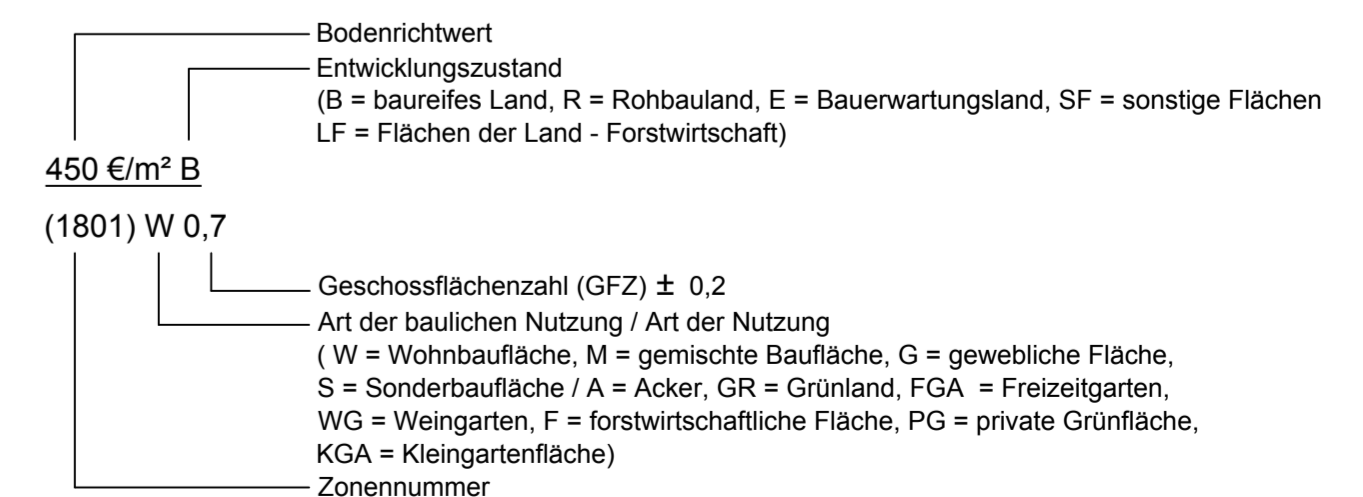 Bodenrichtwert
Entwicklungszustand
(B = baureifes Land, R = Rohbauland, E = Bauerwartungsland, SF = sonstige Flächen
LF = Flächen der Land - Forstwirtschaft)
450 €/m² B
(1801) W 0,7
Geschossflächenzahl (GFZ) ± 0,2
Art der baulichen Nutzung / Art der Nutzung
( W = Wohnbaufläche, M = gemischte Baufläche, G = gewebliche Fläche,
S = Sonderbaufläche / A = Acker, GR = Grünland, FGA = Freizeitgarten,
WG = Weingarten, F = forstwirtschaftliche Fläche, PG = private Grünfläche,
KGA = Kleingartenfläche)
Zonennummer